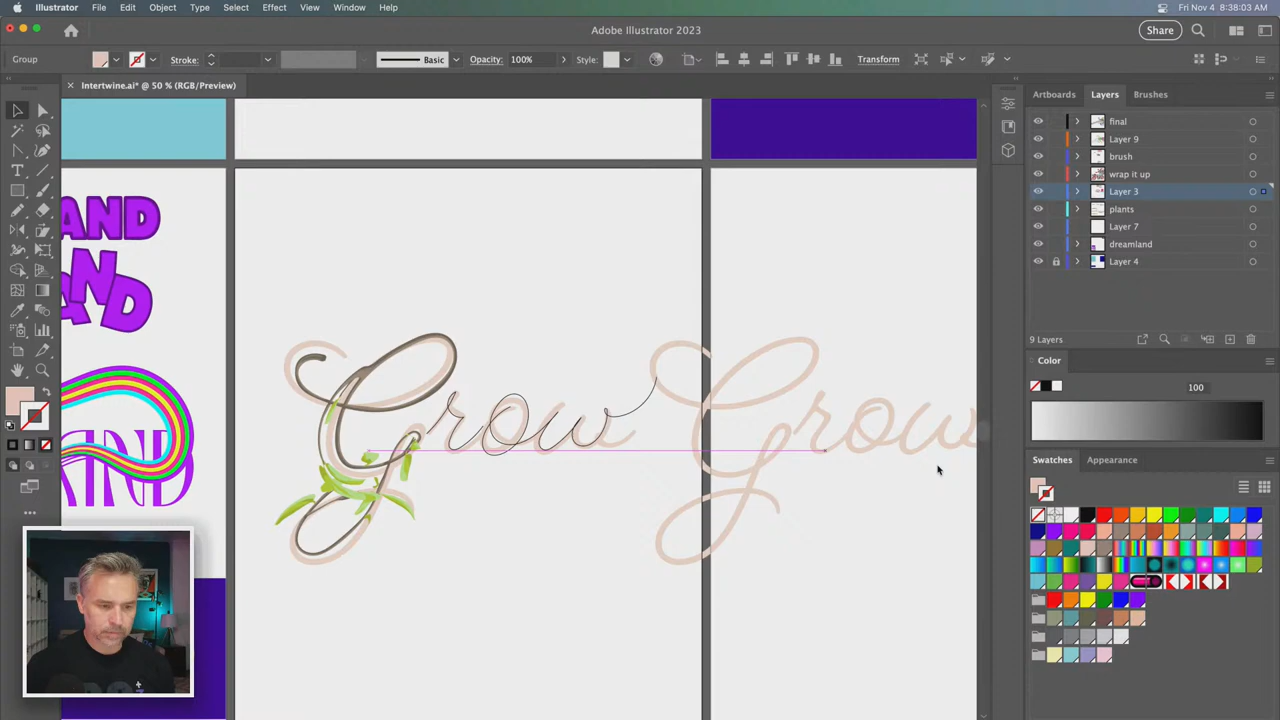 Illustrator File Edit Object Type Select Effect View Window Help Fri Nov 4 8:38:03 AM
Adobe Illustrator 2023
Share
Group Stroke: Basic Opacity: 100% Style: Transform
Intertwine.ai* @ 50 % (RGB/Preview)
Artboards Layers Brushes
final
Layer 9
brush
wrap it up
Layer 3
plants
Layer 7
dreamland
Layer 4
9 Layers
Color
100
Swatches Appearance
AND
AND
KIND
Grow Grow